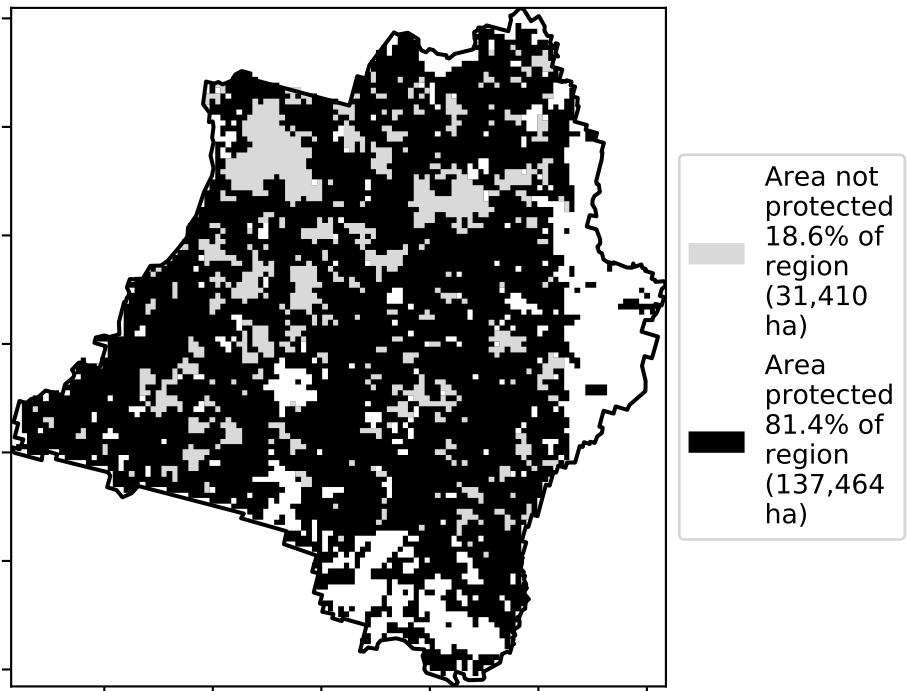 Area not
protected
18.6% of
region
(31,410
ha)
Area
protected
81.4% of
region
(137,464
ha)